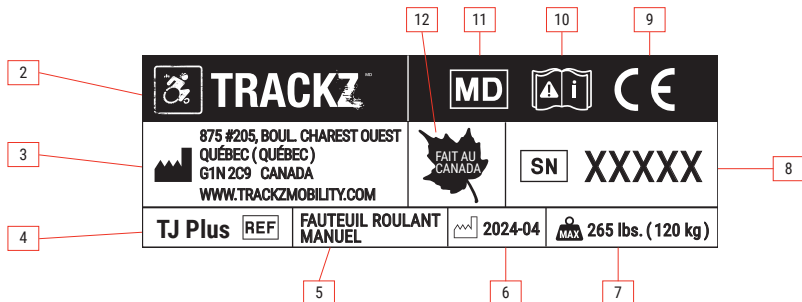 12
11
10
9
2
TRACKZ MD
MD
i
CE
3
875 #205, BOUL. CHAREST OUEST
QUÉBEC ( QUÉBEC )
G1N 2C9 CANADA
WWW.TRACKZMOBILITY.COM
FAIT AU
CANADA
SN XXXXX
8
4
TJ Plus REF
FAUTEUIL ROULANT
MANUEL
2024-04
MAX 265 lbs. ( 120 kg )
5
6
7